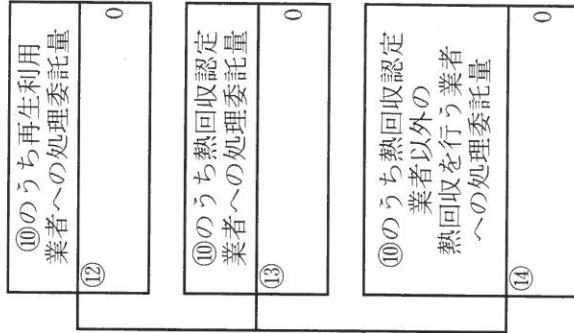 ⑩のうち再生利用
業者への処理委託量
⑫
0
⑩のうち熱回収認定
業者への処理委託量
⑬
0
⑩のうち熱回収認定
業者以外の
熱回収を行う業者
への処理委託量
⑭
0